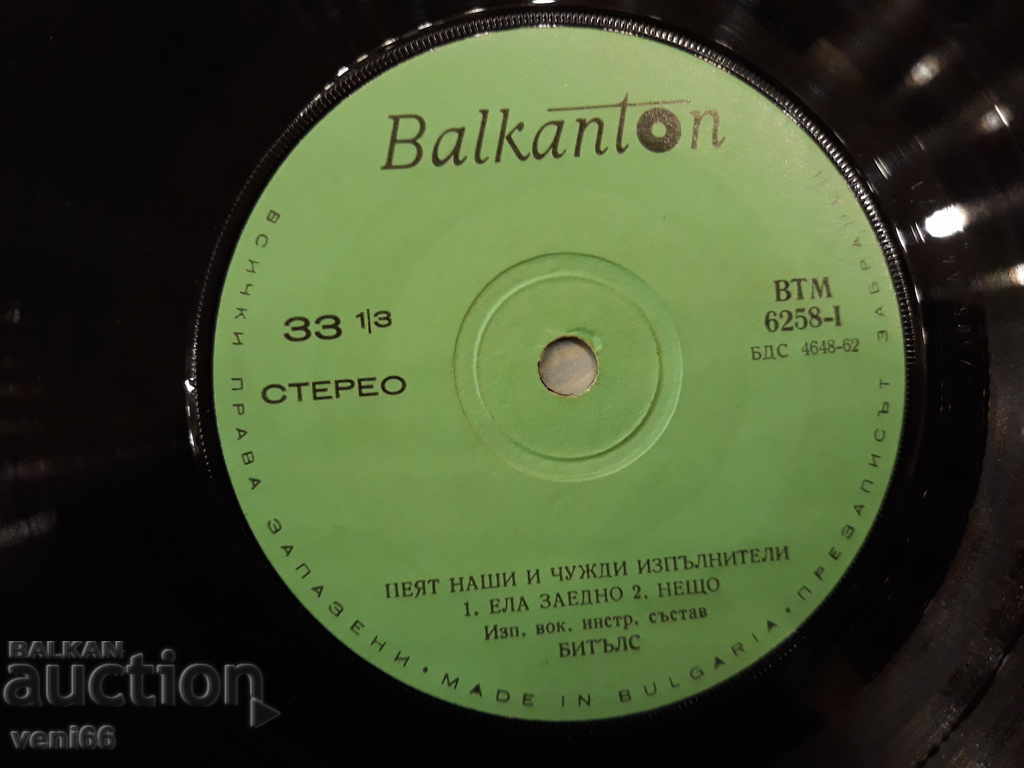 Balkanton
ВСИЧКИ ПРАВА ЗАПАЗЕНИ • MADE IN BULGARIA • ПРЕЗАПИСЪТ ЗАБРАНЕН
33 1/3
СТЕРЕО
ВТМ
6258-I
БДС 4648-62
ПЕЯТ НАШИ И ЧУЖДИ ИЗПЪЛНИТЕЛИ
1. ЕЛА ЗАЕДНО 2. НЕЩО
Изп. вок. инстр. състав
БИТЪЛС
BALKAN
auction
veni66